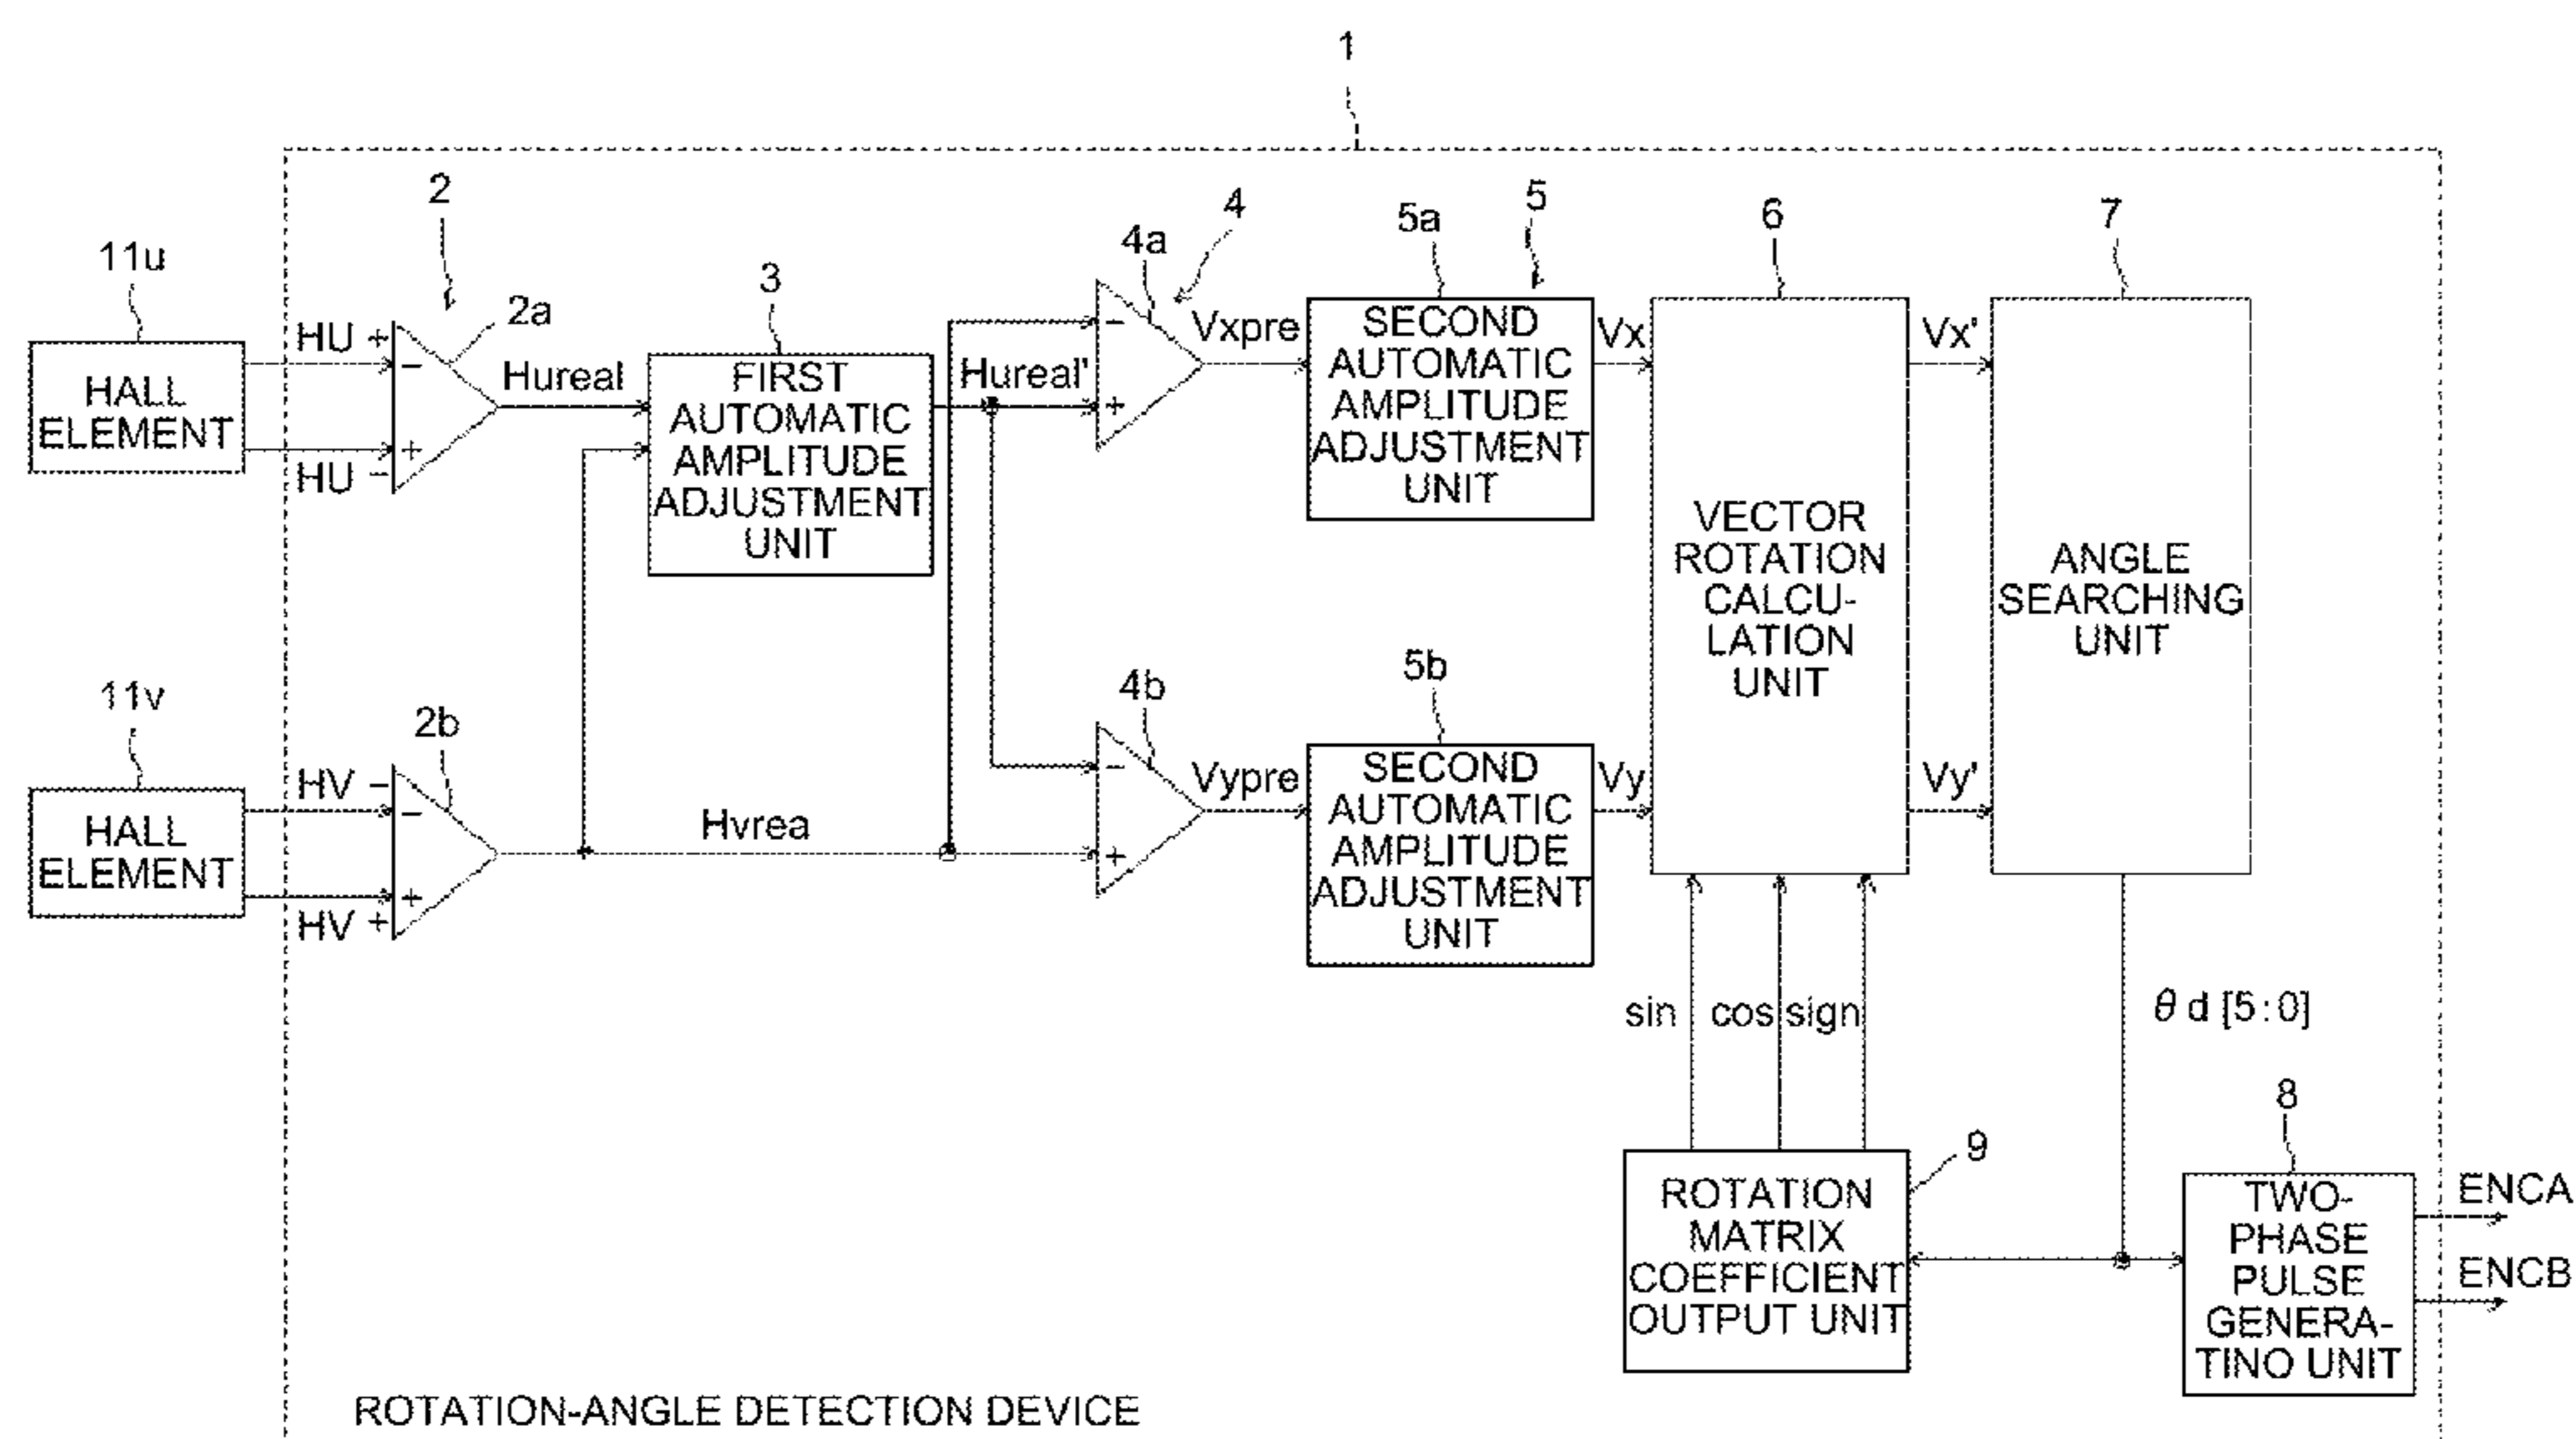 1
2
4
5
5a
6
7
11u
4a
3
2a
HU +
−
Hureal
HALL
ELEMENT
+
HU −
FIRST
AUTOMATIC
AMPLITUDE
ADJUSTMENT
UNIT
Hureal'
−
+
Vxpre
SECOND
AUTOMATIC
AMPLITUDE
ADJUSTMENT
UNIT
Vx
VECTOR
ROTATION
CALCU-
LATION
UNIT
Vx'
ANGLE
SEARCHING
UNIT
11v
2b
4b
5b
HV −
−
HALL
ELEMENT
+
HV +
Hvrea
−
+
Vypre
SECOND
AUTOMATIC
AMPLITUDE
ADJUSTMENT
UNIT
Vy
Vy'
sin
cos
sign
θ d [5:0]
9
8
ROTATION
MATRIX
COEFFICIENT
OUTPUT UNIT
TWO-
PHASE
PULSE
GENERA-
TINO UNIT
ENCA
ENCB
ROTATION-ANGLE DETECTION DEVICE